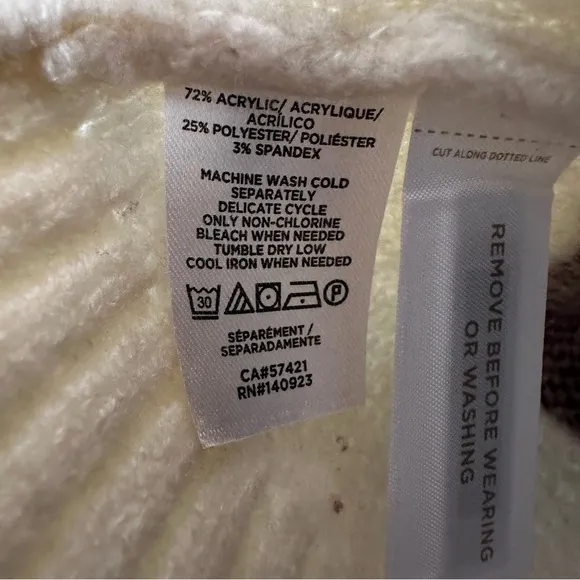 72% ACRYLIC/ ACRYLIQUE/
ACRÍLICO
25% POLYESTER/ POLIÉSTER
3% SPANDEX
MACHINE WASH COLD
SEPARATELY
DELICATE CYCLE
ONLY NON-CHLORINE
BLEACH WHEN NEEDED
TUMBLE DRY LOW
COOL IRON WHEN NEEDED
30
P
SÉPARÉMENT /
SEPARADAMENTE
CA#57421
RN#140923
CUT ALONG DOTTED LINE
REMOVE BEFORE WEARING
OR WASHING